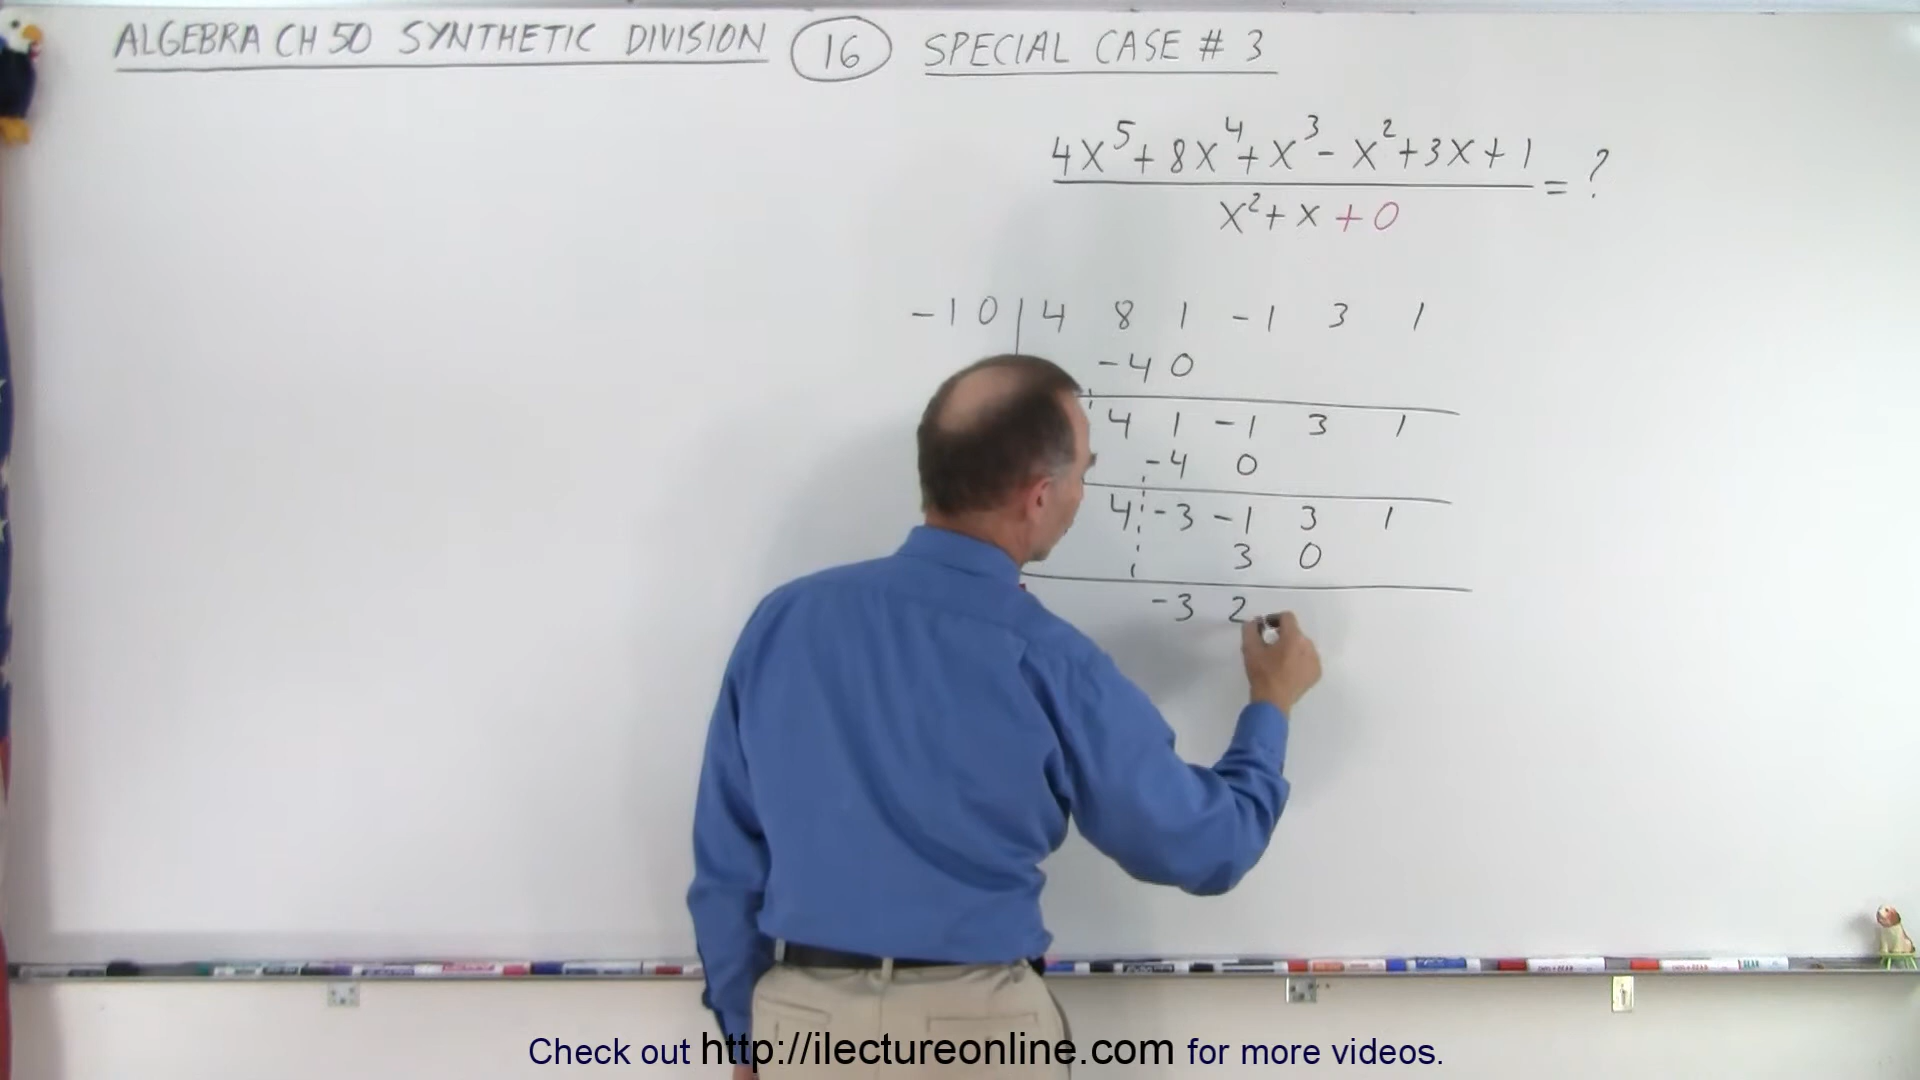 ALGEBRA CH 50 SYNTHETIC DIVISION 16 SPECIAL CASE # 3
4x⁵ + 8x⁴ + x³ - x² + 3x + 1 = ?
x² + x + 0
-1 0 | 4 8 1 -1 3 1
-4 0
4 1 -1 3 1
-4 0
4 -3 -1 3 1
3 0
-3 2
Check out http://ilectureonline.com for more videos.